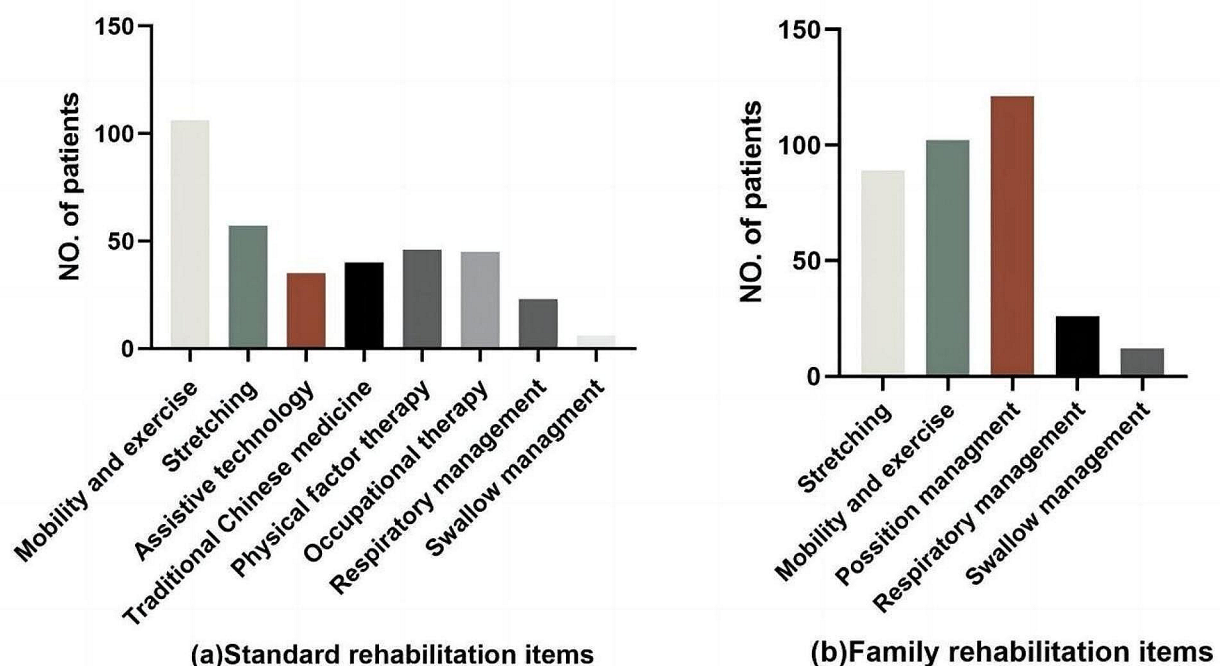 150
100
50
0
NO. of patients
Mobility and exercise
Stretching
Assistive technology
Traditional Chinese medicine
Physical factor therapy
Occupational therapy
Respiratory management
Swallow managment
(a)Standard rehabilitation items
150
100
50
0
NO. of patients
Stretching
Mobility and exercise
Possition managment
Respiratory management
Swallow management
(b)Family rehabilitation items